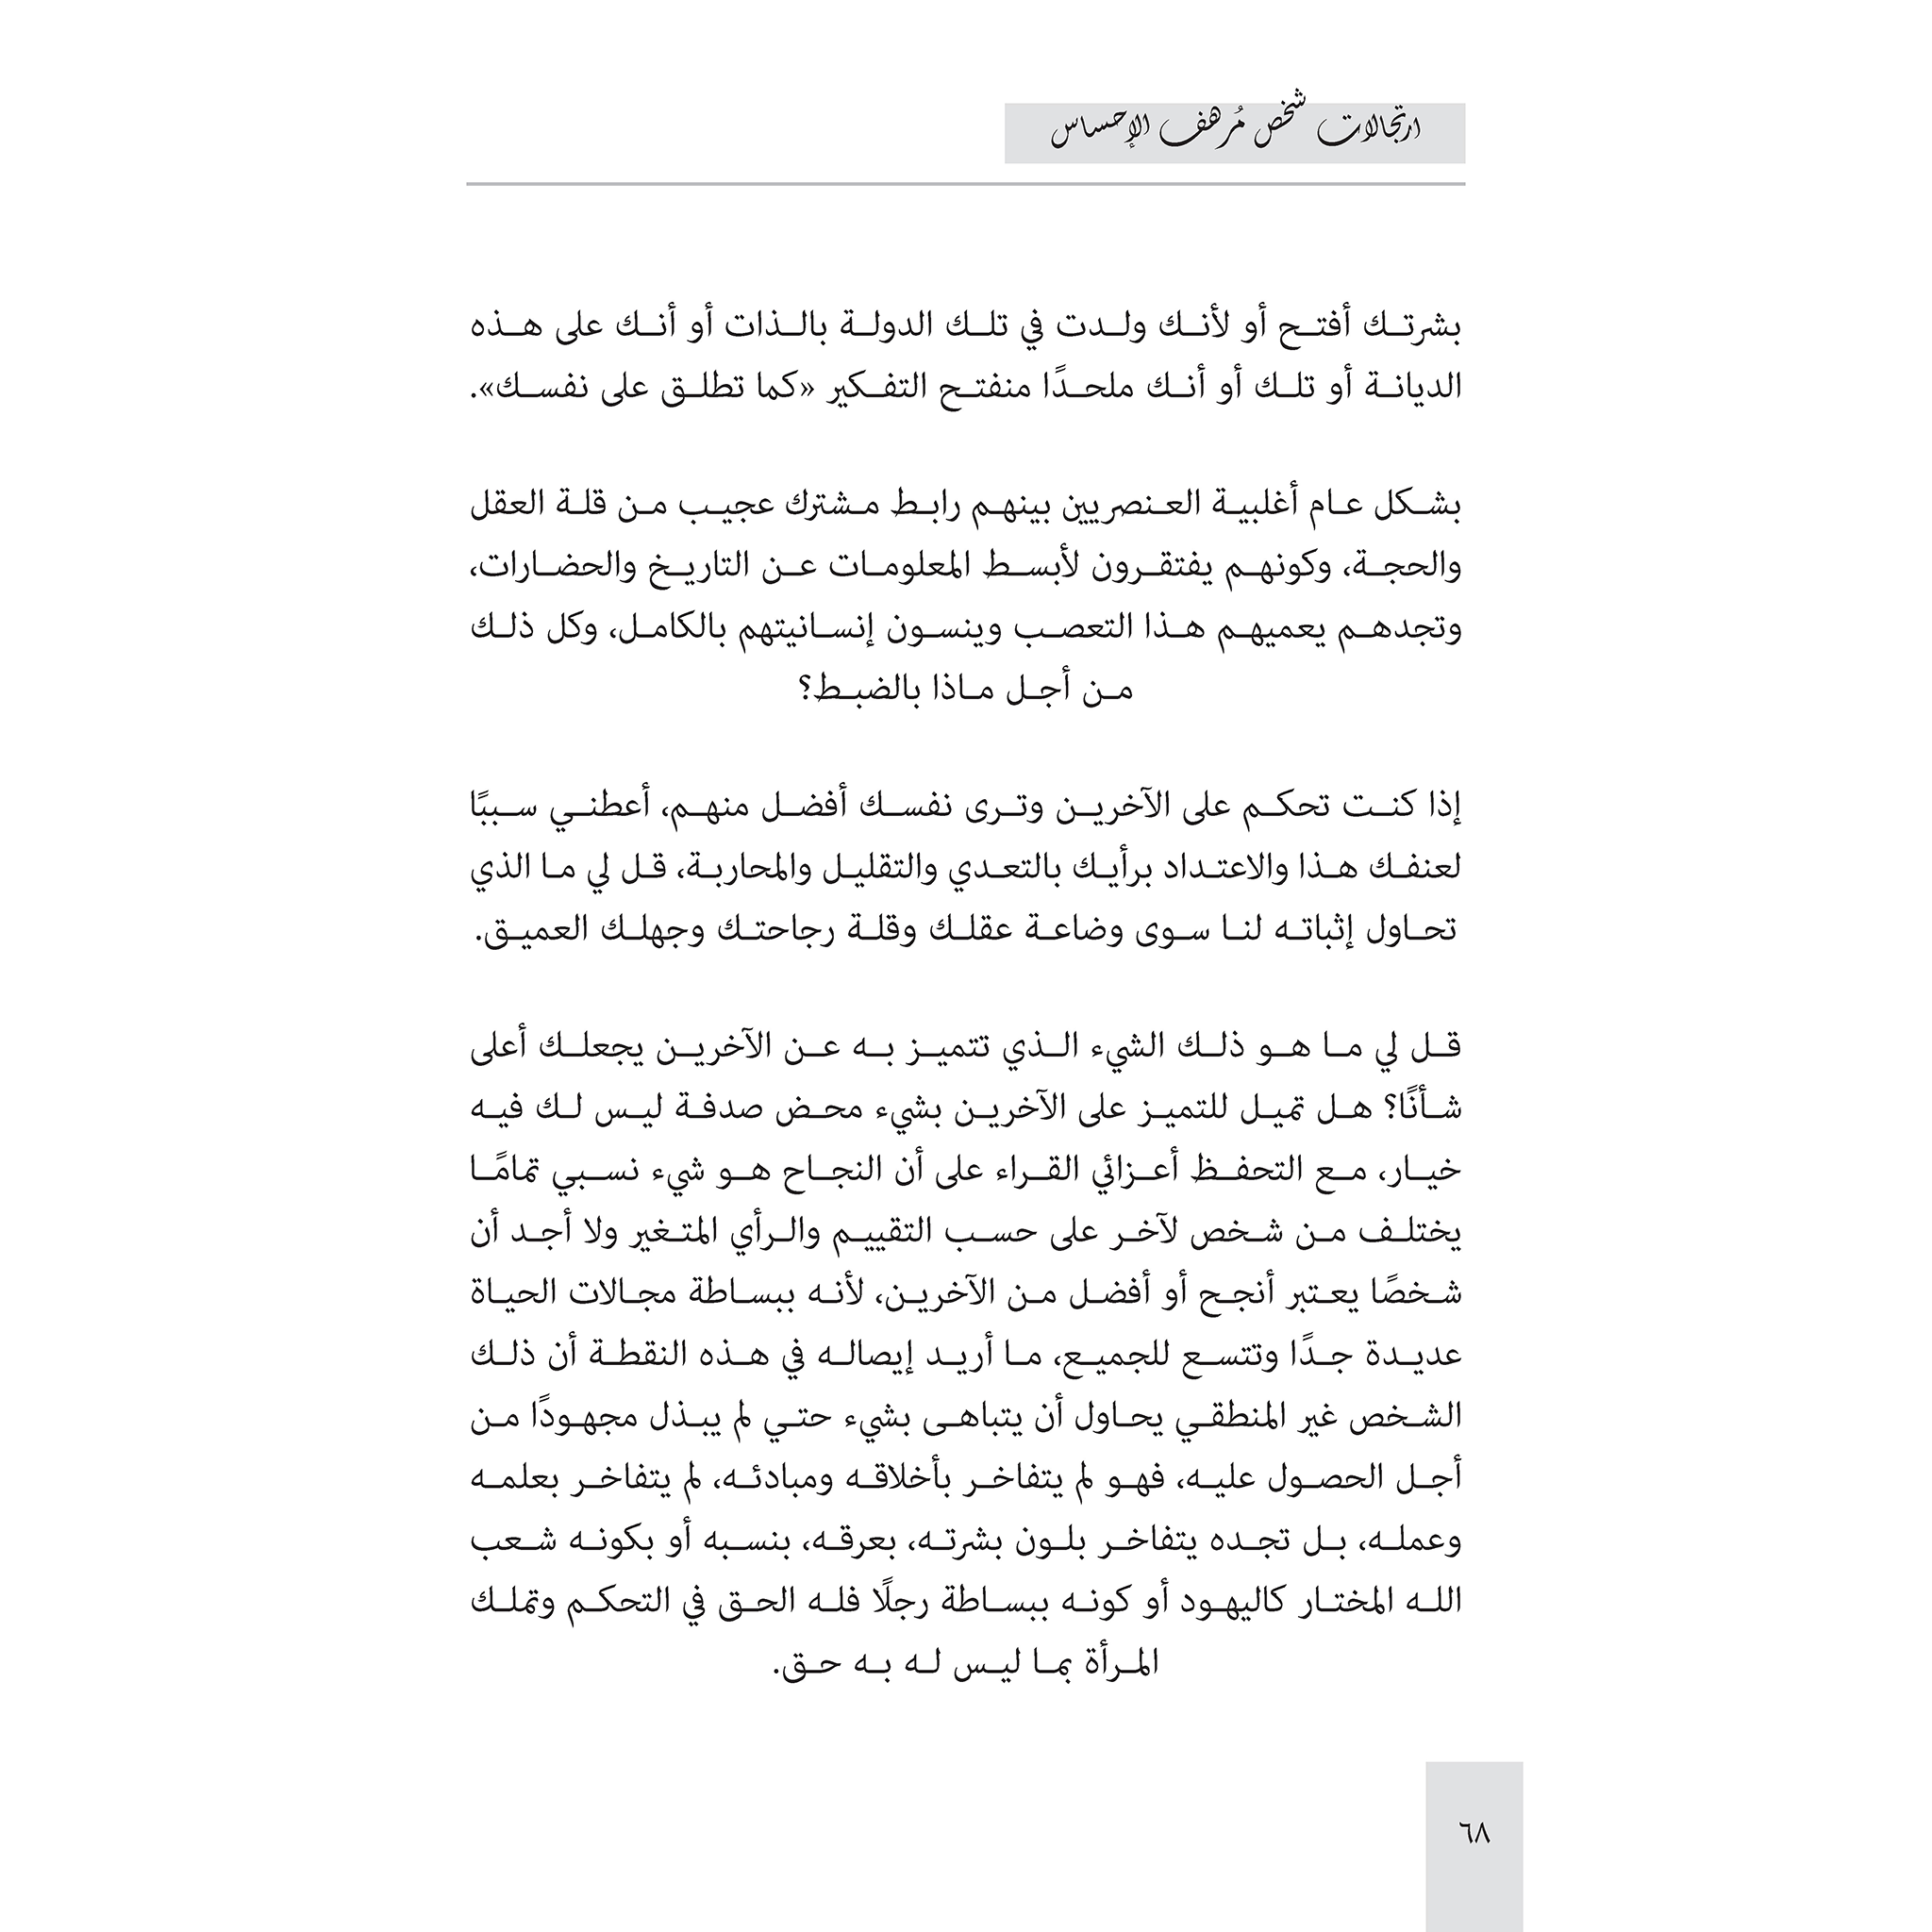 ارتجالات شخص مُرهف الإحساس
بشرتك أفتح أو لأنك ولدت في تلك الدولة بالذات أو أنك على هذه
الديانة أو تلك أو أنك ملحدًا منفتح التفكير «كما تطلق على نفسك».
بشكل عام أغلبية العنصريين بينهم رابط مشترك عجيب من قلة العقل
والحجة، وكونهم يفتقرون لأبسط المعلومات عن التاريخ والحضارات،
وتجدهم يعميهم هذا التعصب وينسون إنسانيتهم بالكامل، وكل ذلك
من أجل ماذا بالضبط؟
إذا كنت تحكم على الآخرين وترى نفسك أفضل منهم، أعطني سببًا
لعنفك هذا والاعتداد برأيك بالتعدي والتقليل والمحاربة، قل لي ما الذي
تحاول إثباته لنا سوى وضاعة عقلك وقلة رجاحتك وجهلك العميق.
قل لي ما هو ذلك الشيء الذي تتميز به عن الآخرين يجعلك أعلى
شأنًا؟ هل تميل للتميز على الآخرين بشيء محض صدفة ليس لك فيه
خيار، مع التحفظ أعزائي القراء على أن النجاح هو شيء نسبي تمامًا
يختلف من شخص لآخر على حسب التقييم والرأي المتغير ولا أجد أن
شخصًا يعتبر أنجح أو أفضل من الآخرين، لأنه ببساطة مجالات الحياة
عديدة جدًا وتتسع للجميع، ما أريد إيصاله في هذه النقطة أن ذلك
الشخص غير المنطقي يحاول أن يتباهى بشيء حتي لم يبذل مجهودًا من
أجل الحصول عليه، فهو لم يتفاخر بأخلاقه ومبادئه، لم يتفاخر بعلمه
وعمله، بل تجده يتفاخر بلون بشرته، بعرقه، بنسبه أو بكونه شعب
الله المختار كاليهود أو كونه ببساطة رجلًا فله الحق في التحكم وتملك
المرأة بما ليس له به حق.
٦٨